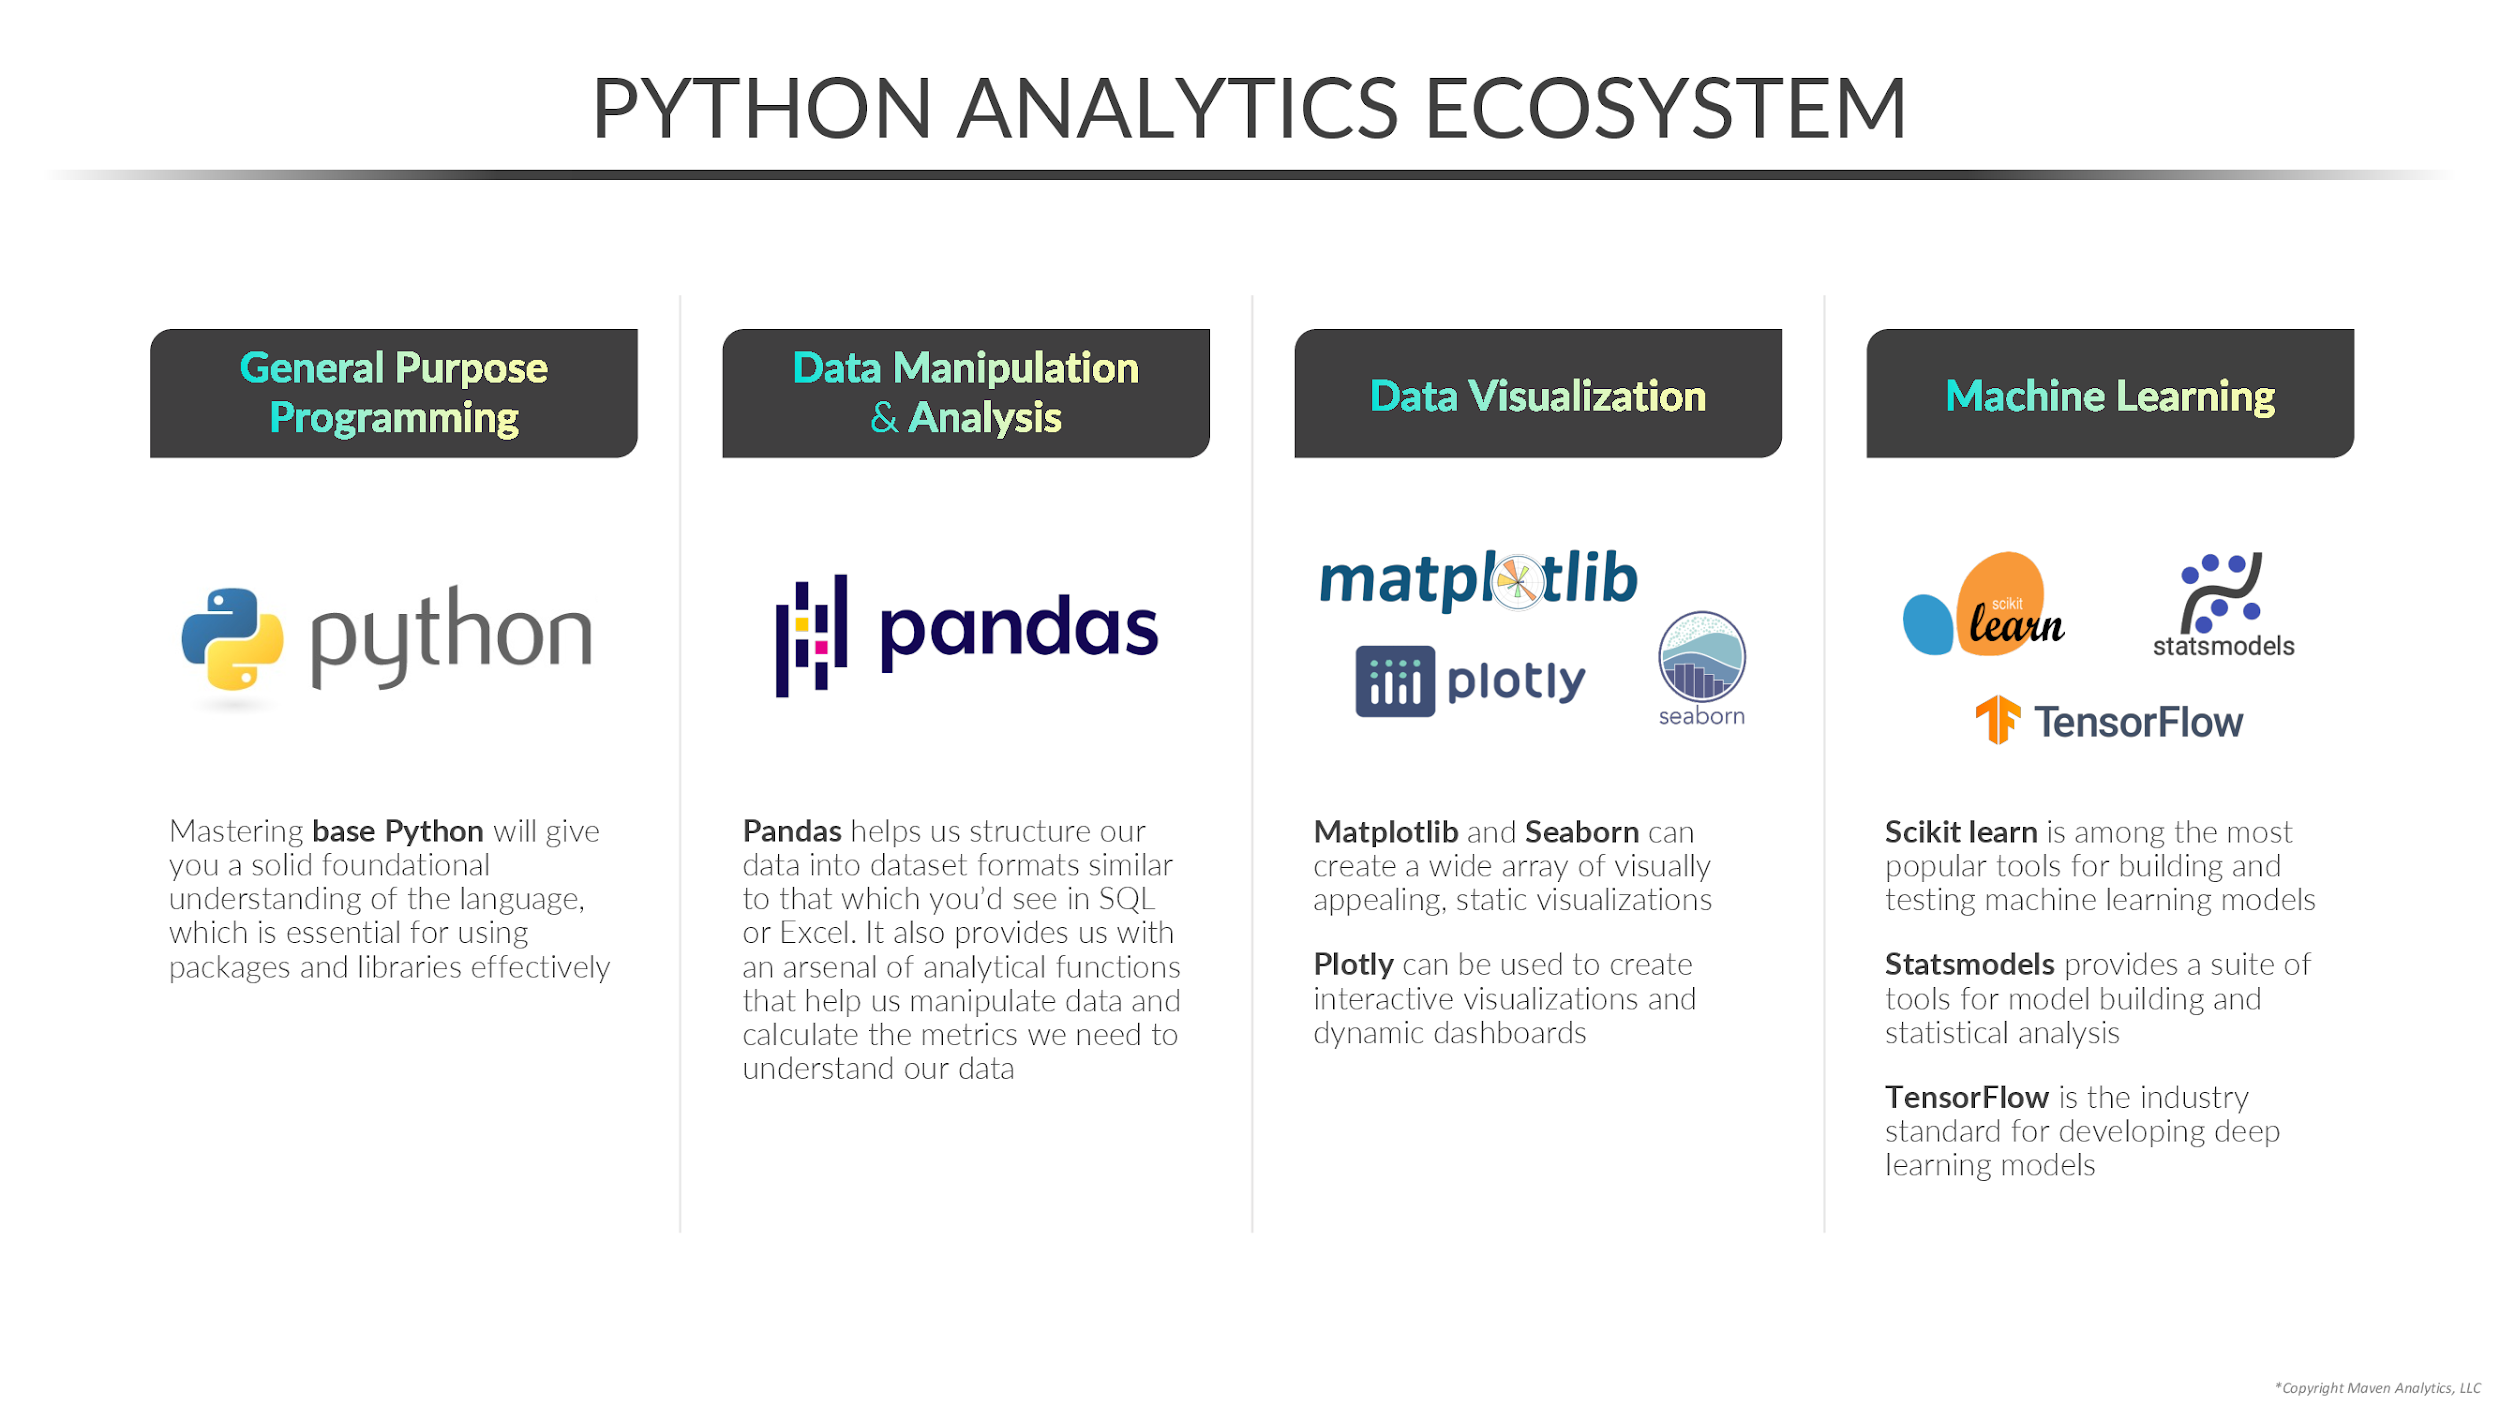 PYTHON ANALYTICS ECOSYSTEM
General Purpose
Programming
python
Mastering base Python will give
you a solid foundational
understanding of the language,
which is essential for using
packages and libraries effectively
Data Manipulation
& Analysis
pandas
Pandas helps us structure our
data into dataset formats similar
to that which you’d see in SQL
or Excel. It also provides us with
an arsenal of analytical functions
that help us manipulate data and
calculate the metrics we need to
understand our data
Data Visualization
matplotlib
plotly
seaborn
Matplotlib and Seaborn can
create a wide array of visually
appealing, static visualizations
Plotly can be used to create
interactive visualizations and
dynamic dashboards
Machine Learning
scikit
learn
statsmodels
TensorFlow
Scikit learn is among the most
popular tools for building and
testing machine learning models
Statsmodels provides a suite of
tools for model building and
statistical analysis
TensorFlow is the industry
standard for developing deep
learning models
*Copyright Maven Analytics, LLC